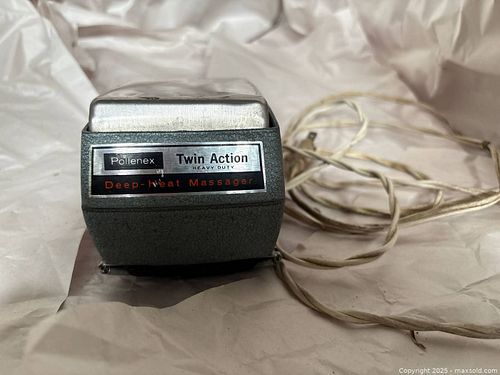 Pollenex
Twin Action
HEAVY DUTY
Deep-Heat Massager
Copyright 2025 - maxsold.com